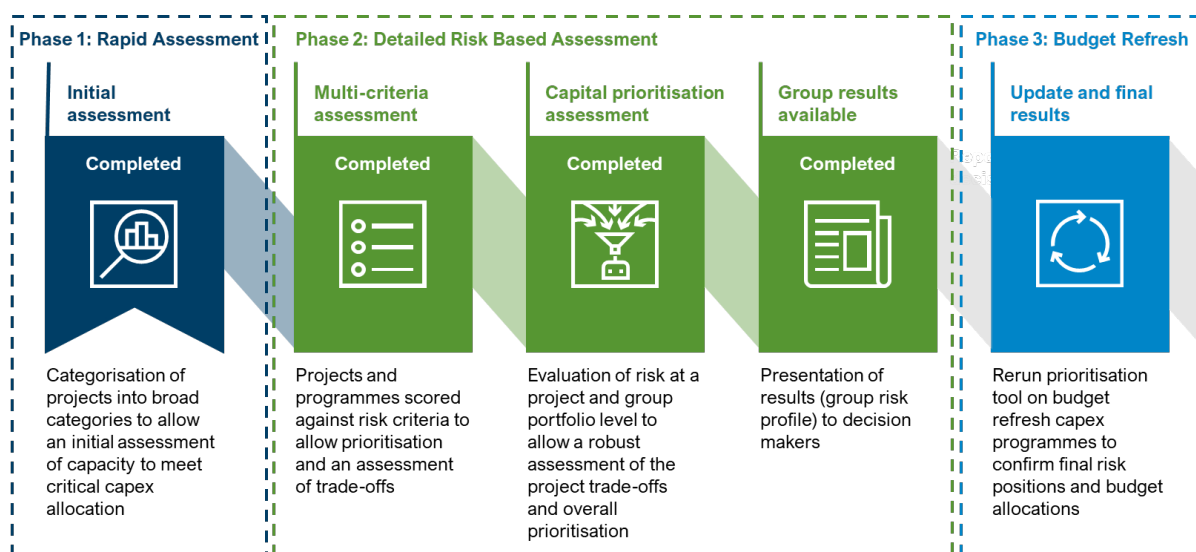 Phase 1: Rapid Assessment
Phase 2: Detailed Risk Based Assessment
Phase 3: Budget Refresh
Initial
assessment
Completed
Categorisation of
projects into broad
categories to allow
an initial assessment
of capacity to meet
critical capex
allocation
Multi-criteria
assessment
Completed
Projects and
programmes scored
against risk criteria to
allow prioritisation
and an assessment
of trade-offs
Capital prioritisation
assessment
Completed
Evaluation of risk at a
project and group
portfolio level to
allow a robust
assessment of the
project trade-offs
and overall
prioritisation
Group results
available
Completed
Presentation of
results (group risk
profile) to decision
makers
Update and final
results
Rerun prioritisation
tool on budget
refresh capex
programmes to
confirm final risk
positions and budget
allocations